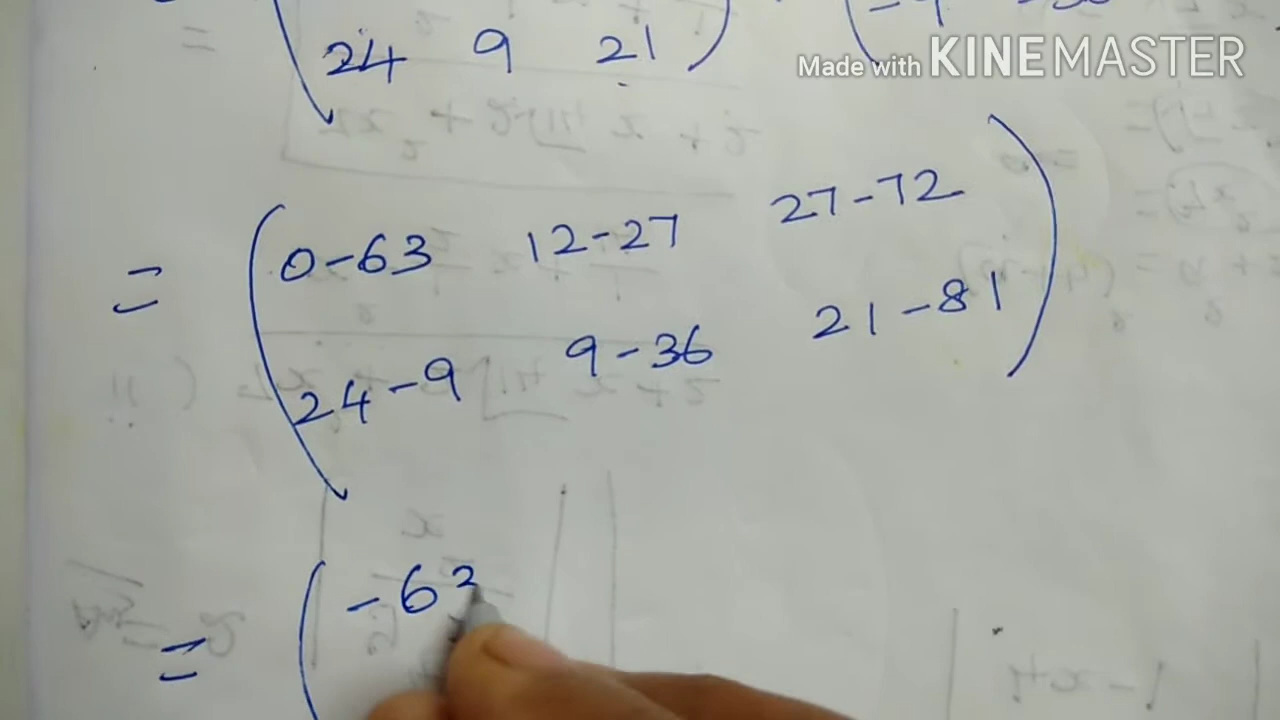 24 9 21
Made with KINEMASTER
= ( 0-63 12-27 27-72 )
24-9 9-36 21-81
= ( -63